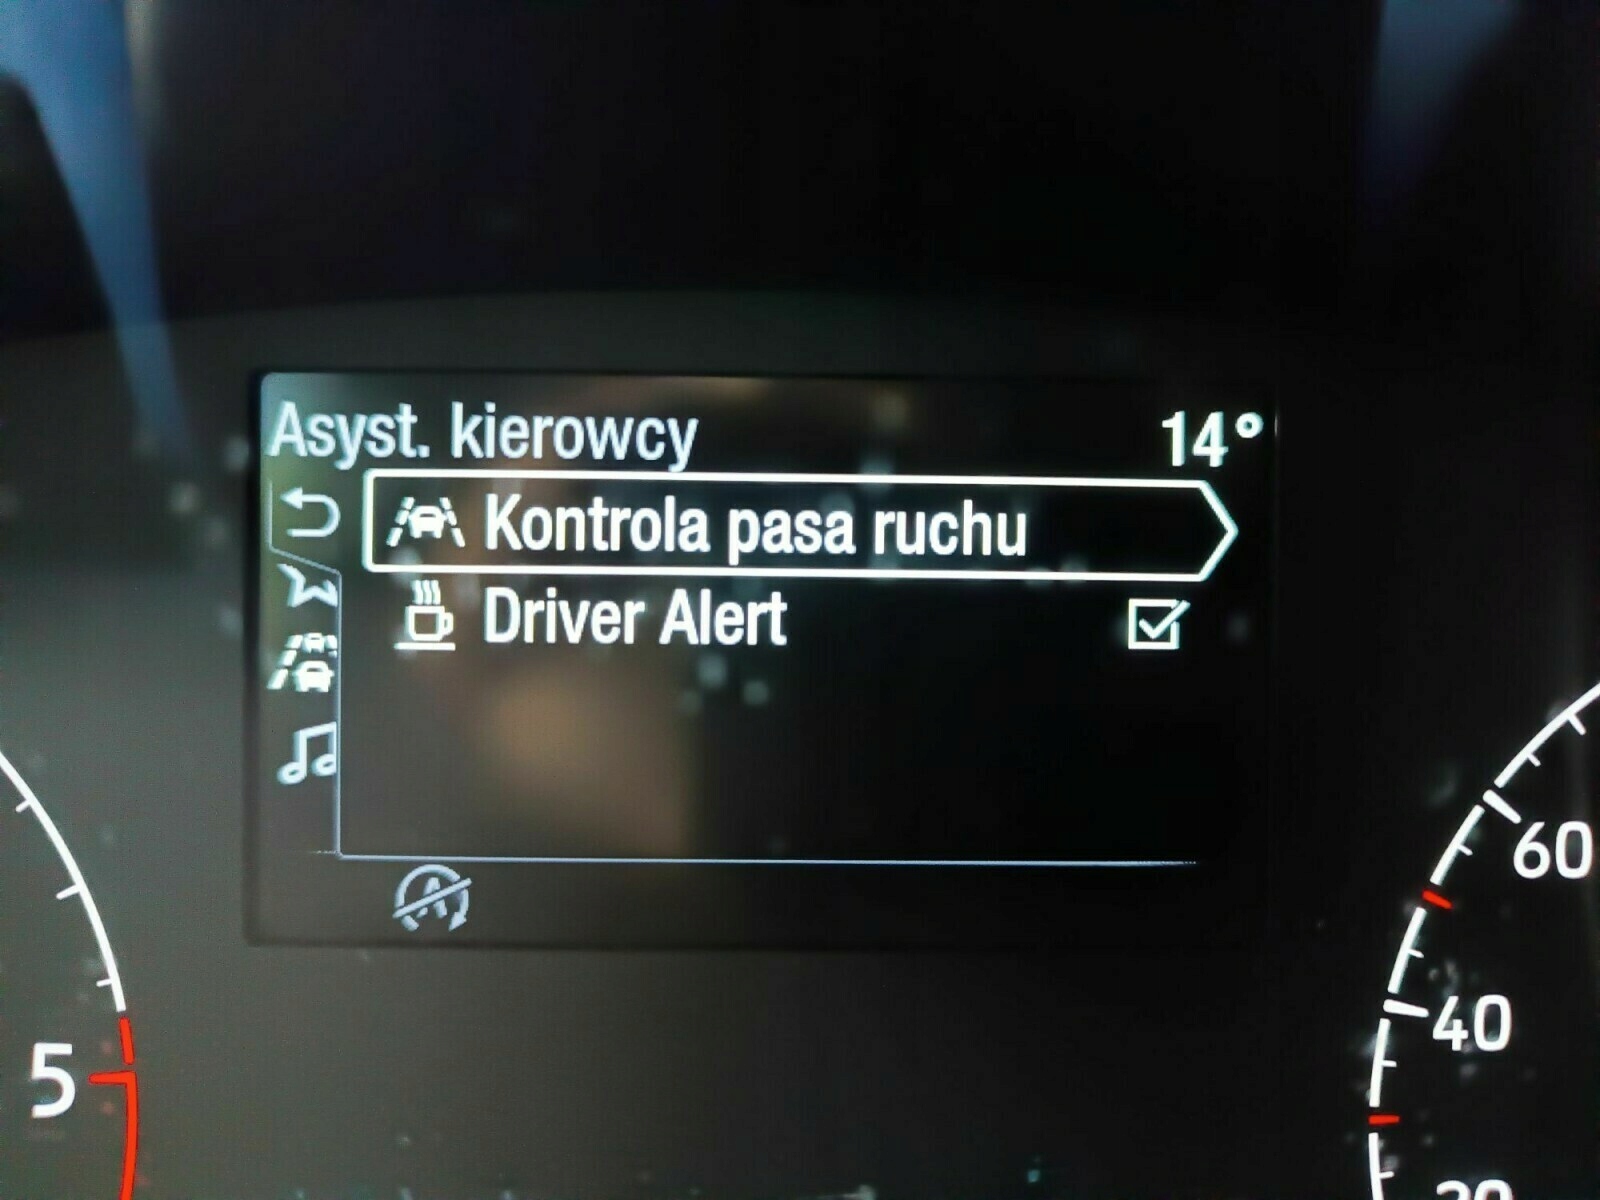 Asyst. kierowcy 14°
Kontrola pasa ruchu
Driver Alert
A
60
40
5